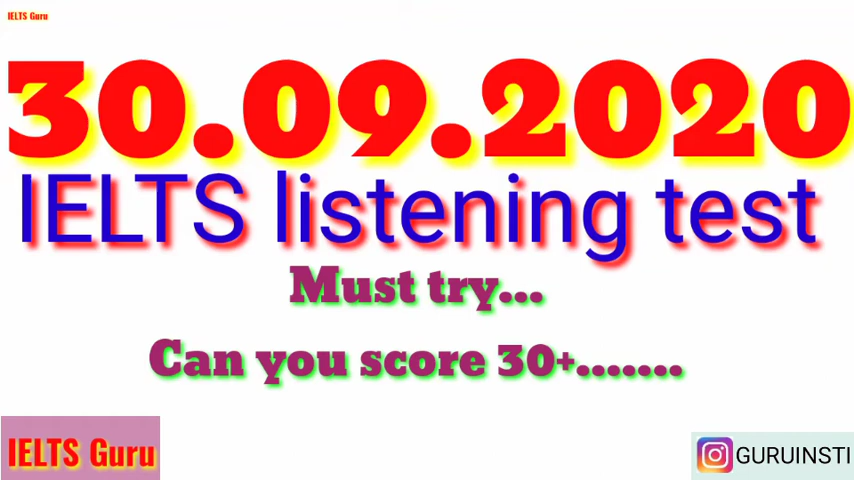 IELTS Guru
30.09.2020
IELTS listening test
Must try...
Can you score 30+.......
IELTS Guru
GURUINSTI